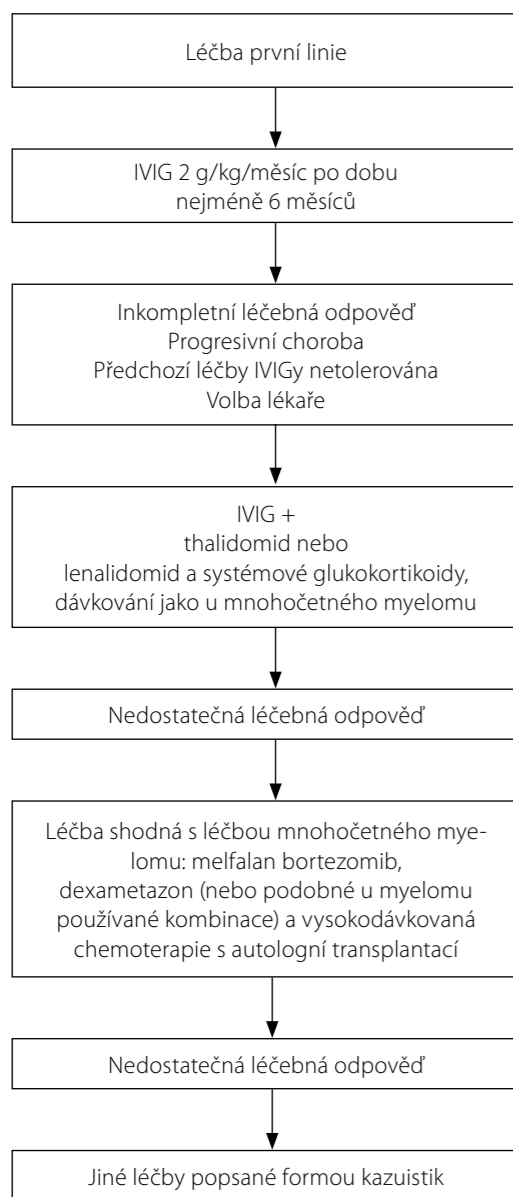 Léčba první linie
IVIG 2 g/kg/měsíc po dobu
nejméně 6 měsíců
Inkompletní léčebná odpověď
Progresivní choroba
Předchozí léčby IVIGy netolerována
Volba lékaře
IVIG +
thalidomid nebo
lenalidomid a systémové glukokortikoidy,
dávkování jako u mnohočetného myelomu
Nedostatečná léčebná odpověď
Léčba shodná s léčbou mnohočetného mye-
lomu: melfalan bortezomib,
dexametazon (nebo podobné u myelomu
používané kombinace) a vysokodávkovaná
chemoterapie s autologní transplantací
Nedostatečná léčebná odpověď
Jiné léčby popsané formou kazuistik